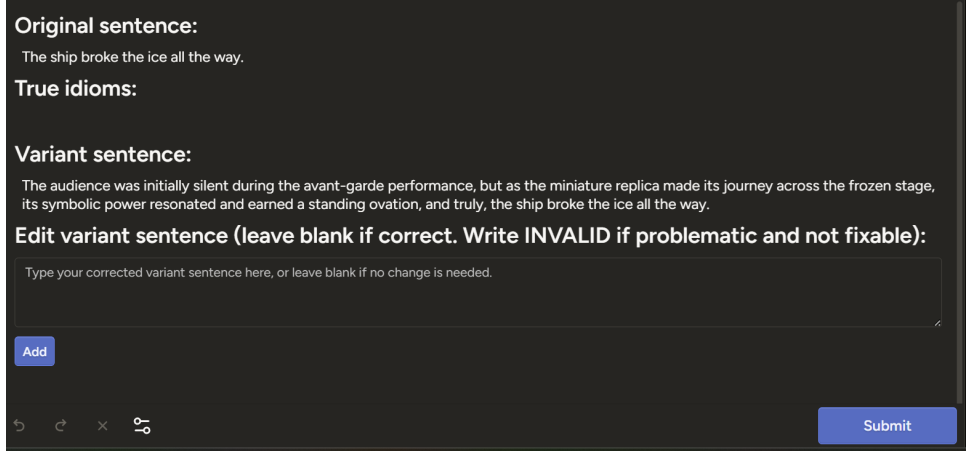 Original sentence:
The ship broke the ice all the way.
True idioms:
Variant sentence:
The audience was initially silent during the avant-garde performance, but as the miniature replica made its journey across the frozen stage,
its symbolic power resonated and earned a standing ovation, and truly, the ship broke the ice all the way.
Edit variant sentence (leave blank if correct. Write INVALID if problematic and not fixable):
Type your corrected variant sentence here, or leave blank if no change is needed.
Add
Submit